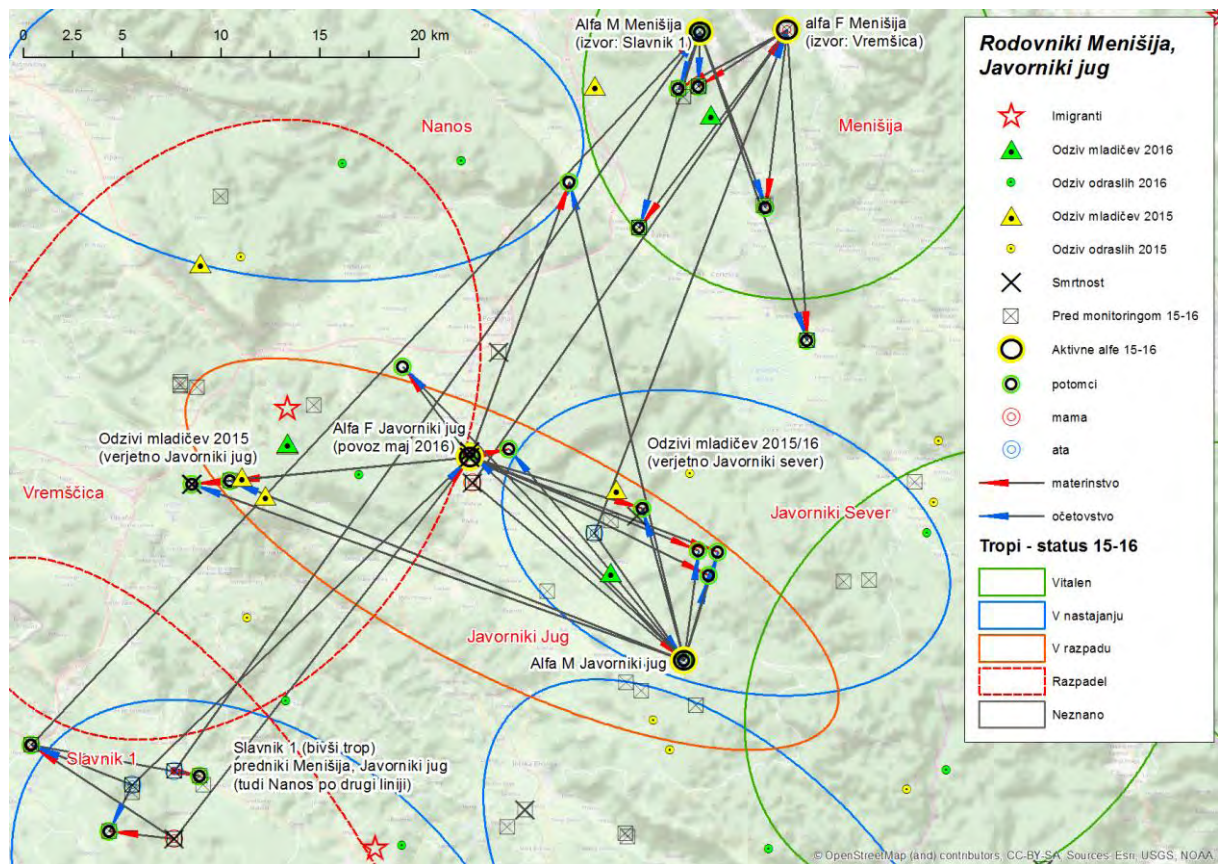 0 2.5 5 10 15 20 km
Alfa M Menišija
(izvor: Slavnik 1)
alfa F Menišija
(izvor: Vremšica)
Nanos
Menišija
Alfa F Javorniki jug
(povoz maj 2016)
Odzivi mladičev 2015
(verjetno Javorniki jug)
Odzivi mladičev 2015/16
(verjetno Javorniki sever)
Vremščica
Javorniki Sever
Javorniki Jug
Alfa M Javorniki jug
Slavnik 1
Slavnik 1 (bivši trop)
predniki Menišija, Javorniki jug
(tudi Nanos po drugi liniji)
Rodovniki Menišija,
Javorniki jug
Imigranti
Odziv mladičev 2016
Odziv odraslih 2016
Odziv mladičev 2015
Odziv odraslih 2015
Smrtnost
Pred monitoringom 15-16
Aktivne alfe 15-16
potomci
mama
ata
materinstvo
očetovstvo
Tropi - status 15-16
Vitalen
V nastajanju
V razpadu
Razpadel
Neznano
© OpenStreetMap (and) contributors, CC-BY-SA, Sources: Esri, USGS, NOAA